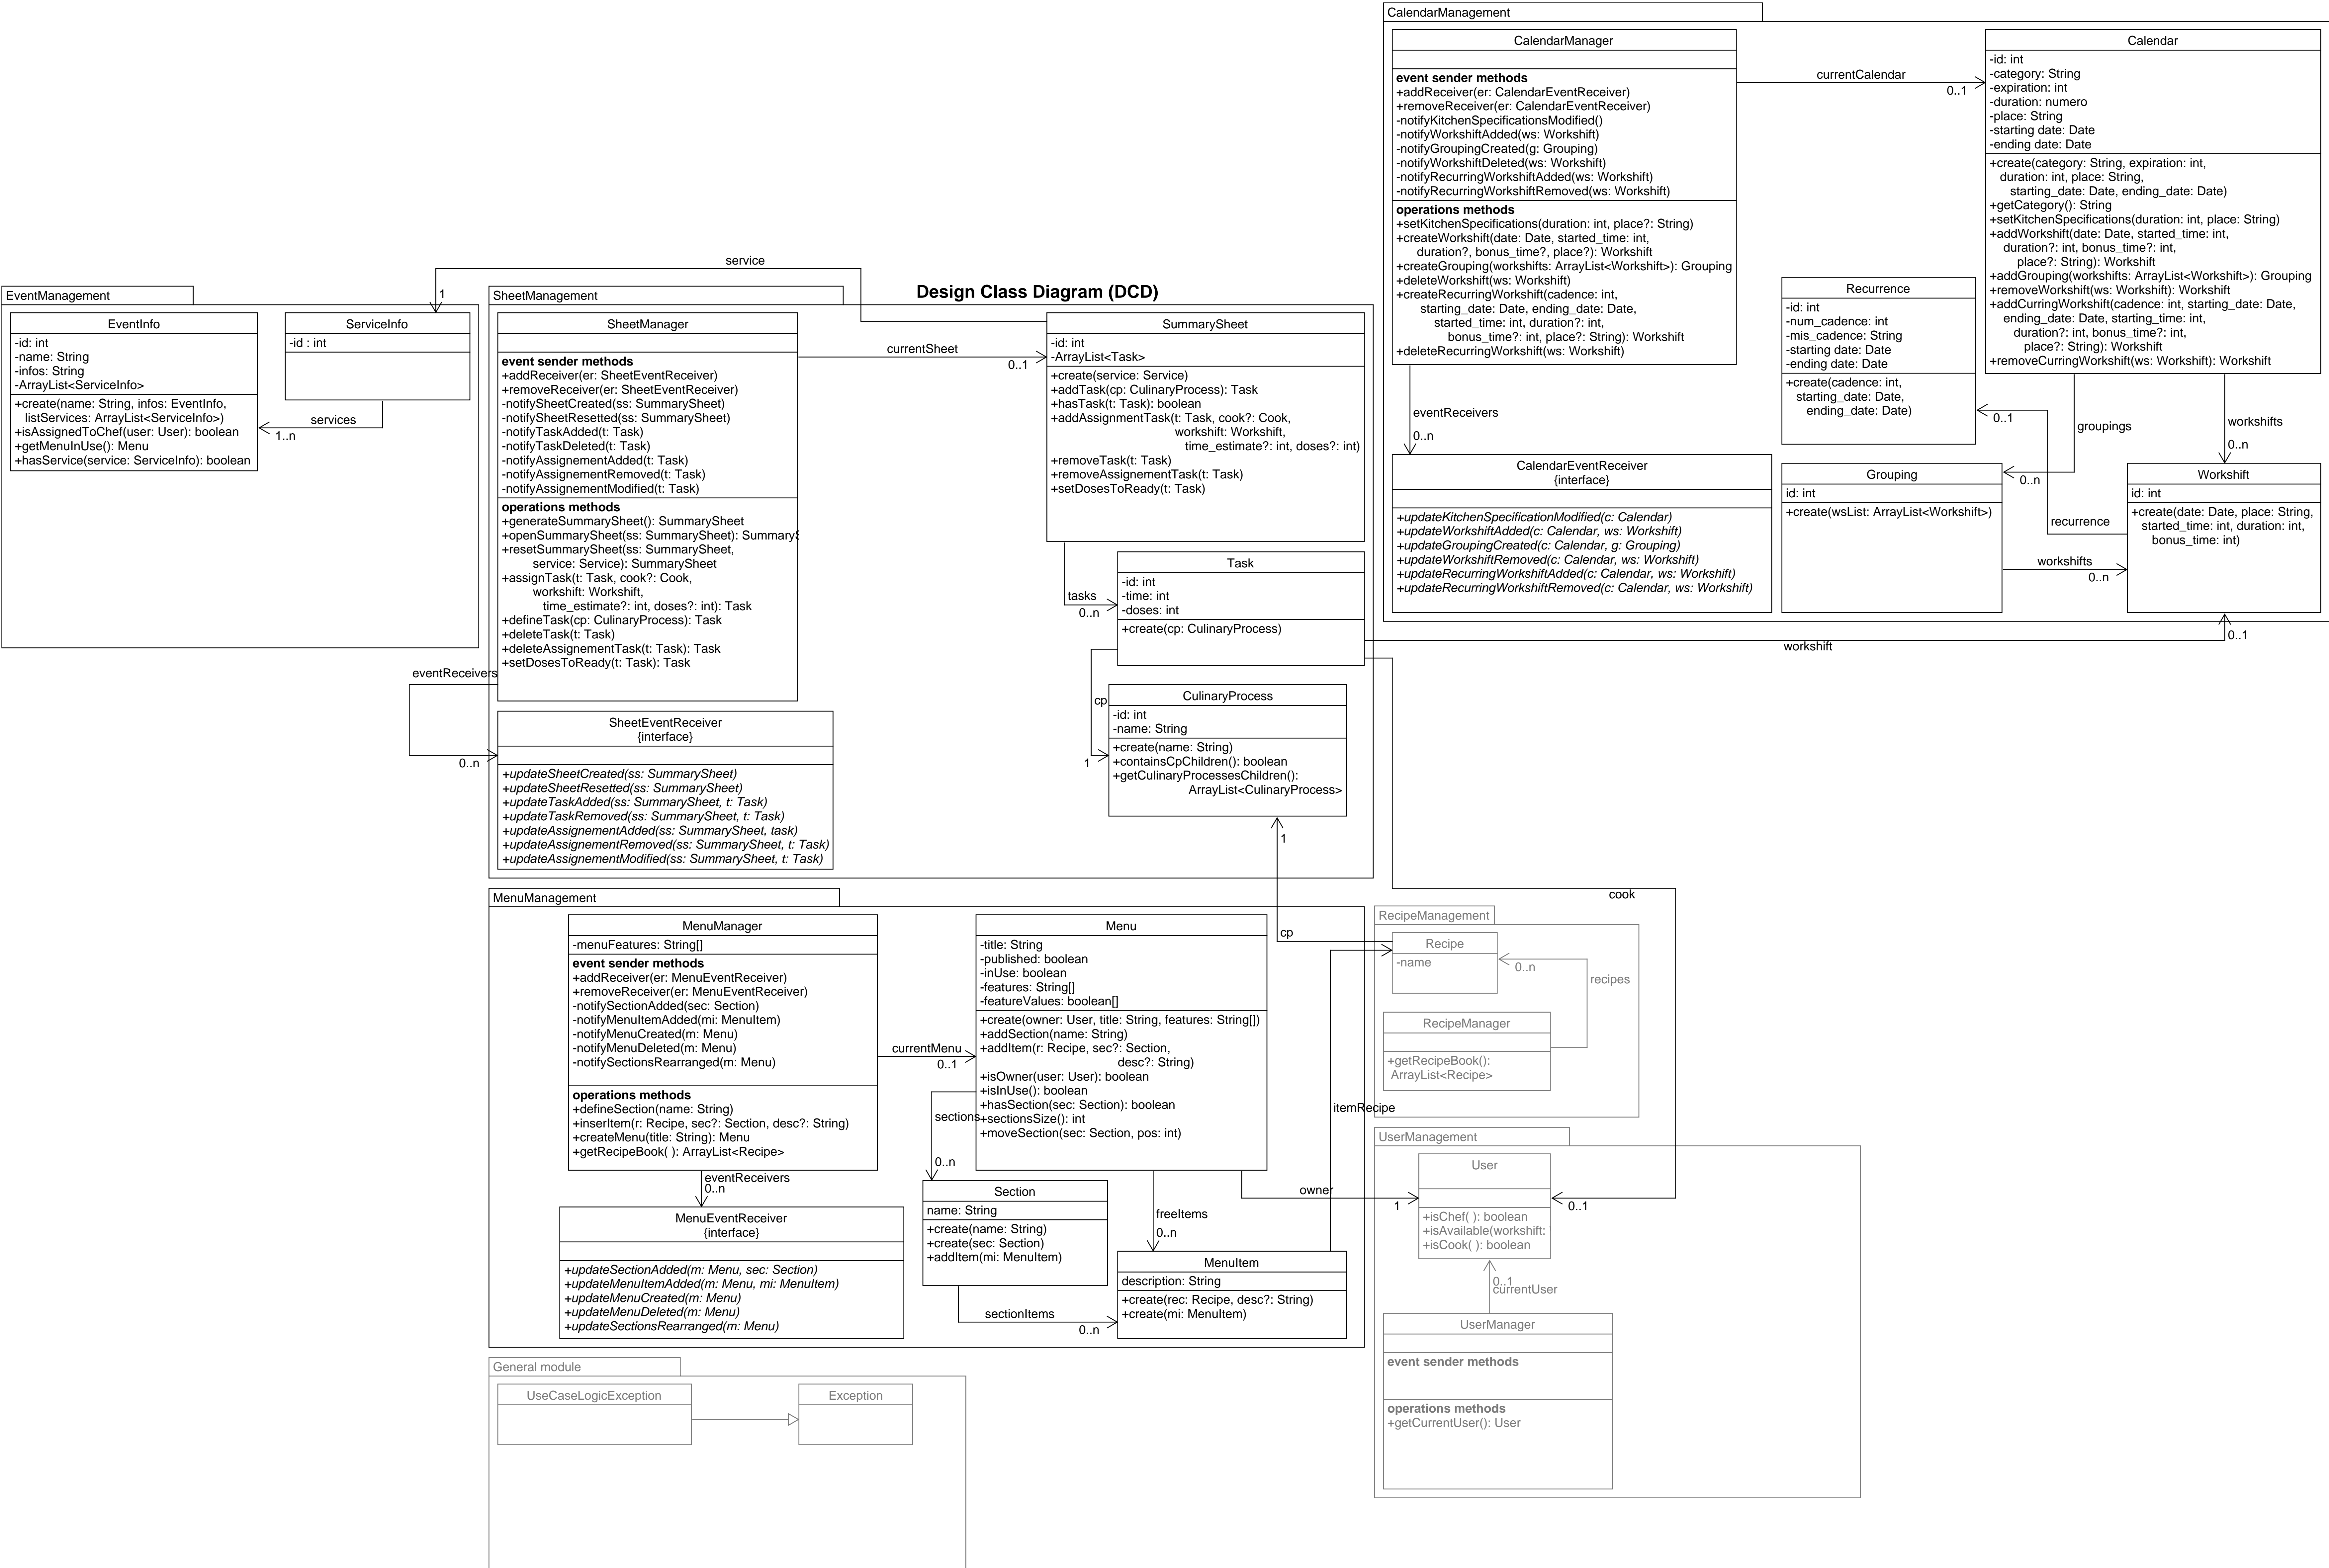 Design Class Diagram (DCD)
EventManagement
EventInfo
-id: int
-name: String
-infos: String
-ArrayList<ServiceInfo>
+create(name: String, infos: EventInfo,
listServices: ArrayList<ServiceInfo>)
+isAssignedToChef(user: User): boolean
+getMenuInUse(): Menu
+hasService(service: ServiceInfo): boolean
ServiceInfo
-id : int
services
1..n
service
1
SheetManagement
SheetManager
event sender methods
+addReceiver(er: SheetEventReceiver)
+removeReceiver(er: SheetEventReceiver)
-notifySheetCreated(ss: SummarySheet)
-notifySheetResetted(ss: SummarySheet)
-notifyTaskAdded(t: Task)
-notifyTaskDeleted(t: Task)
-notifyAssignementAdded(t: Task)
-notifyAssignementRemoved(t: Task)
-notifyAssignementModified(t: Task)
operations methods
+generateSummarySheet(): SummarySheet
+openSummarySheet(ss: SummarySheet): SummaryS
+resetSummarySheet(ss: SummarySheet,
service: Service): SummarySheet
+assignTask(t: Task, cook?: Cook,
workshift: Workshift,
time_estimate?: int, doses?: int): Task
+defineTask(cp: CulinaryProcess): Task
+deleteTask(t: Task)
+deleteAssignementTask(t: Task): Task
+setDosesToReady(t: Task): Task
currentSheet
0..1
eventReceivers
0..n
SheetEventReceiver
{interface}
+updateSheetCreated(ss: SummarySheet)
+updateSheetResetted(ss: SummarySheet)
+updateTaskAdded(ss: SummarySheet, t: Task)
+updateTaskRemoved(ss: SummarySheet, t: Task)
+updateAssignementAdded(ss: SummarySheet, task)
+updateAssignementRemoved(ss: SummarySheet, t: Task)
+updateAssignementModified(ss: SummarySheet, t: Task)
SummarySheet
-id: int
-ArrayList<Task>
+create(service: Service)
+addTask(cp: CulinaryProcess): Task
+hasTask(t: Task): boolean
+addAssignmentTask(t: Task, cook?: Cook,
workshift: Workshift,
time_estimate?: int, doses?: int)
+removeTask(t: Task)
+removeAssignementTask(t: Task)
+setDosesToReady(t: Task)
tasks
0..n
Task
-id: int
-time: int
-doses: int
+create(cp: CulinaryProcess)
cp
1
CulinaryProcess
-id: int
-name: String
+create(name: String)
+containsCpChildren(): boolean
+getCulinaryProcessesChildren():
ArrayList<CulinaryProcess>
1
cp
workshift
0..1
cook
0..1
CalendarManagement
CalendarManager
event sender methods
+addReceiver(er: CalendarEventReceiver)
+removeReceiver(er: CalendarEventReceiver)
-notifyKitchenSpecificationsModified()
-notifyWorkshiftAdded(ws: Workshift)
-notifyGroupingCreated(g: Grouping)
-notifyWorkshiftDeleted(ws: Workshift)
-notifyRecurringWorkshiftAdded(ws: Workshift)
-notifyRecurringWorkshiftRemoved(ws: Workshift)
operations methods
+setKitchenSpecifications(duration: int, place?: String)
+createWorkshift(date: Date, started_time: int,
duration?, bonus_time?, place?): Workshift
+createGrouping(workshifts: ArrayList<Workshift>): Grouping
+deleteWorkshift(ws: Workshift)
+createRecurringWorkshift(cadence: int,
starting_date: Date, ending_date: Date,
started_time: int, duration?: int,
bonus_time?: int, place?: String): Workshift
+deleteRecurringWorkshift(ws: Workshift)
currentCalendar
0..1
eventReceivers
0..n
CalendarEventReceiver
{interface}
+updateKitchenSpecificationModified(c: Calendar)
+updateWorkshiftAdded(c: Calendar, ws: Workshift)
+updateGroupingCreated(c: Calendar, g: Grouping)
+updateWorkshiftRemoved(c: Calendar, ws: Workshift)
+updateRecurringWorkshiftAdded(c: Calendar, ws: Workshift)
+updateRecurringWorkshiftRemoved(c: Calendar, ws: Workshift)
Calendar
-id: int
-category: String
-expiration: int
-duration: numero
-place: String
-starting date: Date
-ending date: Date
+create(category: String, expiration: int,
duration: int, place: String,
starting_date: Date, ending_date: Date)
+getCategory(): String
+setKitchenSpecifications(duration: int, place: String)
+addWorkshift(date: Date, started_time: int,
duration?: int, bonus_time?: int,
place?: String): Workshift
+addGrouping(workshifts: ArrayList<Workshift>): Grouping
+removeWorkshift(ws: Workshift): Workshift
+addCurringWorkshift(cadence: int, starting_date: Date,
ending_date: Date, starting_time: int,
duration?: int, bonus_time?: int,
place?: String): Workshift
+removeCurringWorkshift(ws: Workshift): Workshift
Recurrence
-id: int
-num_cadence: int
-mis_cadence: String
-starting date: Date
-ending date: Date
+create(cadence: int,
starting_date: Date,
ending_date: Date)
0..1
groupings
0..n
workshifts
0..n
Grouping
id: int
+create(wsList: ArrayList<Workshift>)
recurrence
workshifts
0..n
Workshift
id: int
+create(date: Date, place: String,
started_time: int, duration: int,
bonus_time: int)
MenuManagement
MenuManager
-menuFeatures: String[]
event sender methods
+addReceiver(er: MenuEventReceiver)
+removeReceiver(er: MenuEventReceiver)
-notifySectionAdded(sec: Section)
-notifyMenuItemAdded(mi: MenuItem)
-notifyMenuCreated(m: Menu)
-notifyMenuDeleted(m: Menu)
-notifySectionsRearranged(m: Menu)
operations methods
+defineSection(name: String)
+inserItem(r: Recipe, sec?: Section, desc?: String)
+createMenu(title: String): Menu
+getRecipeBook( ): ArrayList<Recipe>
currentMenu
0..1
eventReceivers
0..n
MenuEventReceiver
{interface}
+updateSectionAdded(m: Menu, sec: Section)
+updateMenuItemAdded(m: Menu, mi: MenuItem)
+updateMenuCreated(m: Menu)
+updateMenuDeleted(m: Menu)
+updateSectionsRearranged(m: Menu)
Menu
-title: String
-published: boolean
-inUse: boolean
-features: String[]
-featureValues: boolean[]
+create(owner: User, title: String, features: String[])
+addSection(name: String)
+addItem(r: Recipe, sec?: Section,
desc?: String)
+isOwner(user: User): boolean
+isInUse(): boolean
+hasSection(sec: Section): boolean
+sectionsSize(): int
+moveSection(sec: Section, pos: int)
sections
0..n
Section
name: String
+create(name: String)
+create(sec: Section)
+addItem(mi: MenuItem)
sectionItems
0..n
freeItems
0..n
MenuItem
description: String
+create(rec: Recipe, desc?: String)
+create(mi: MenuItem)
itemRecipe
owner
1
RecipeManagement
Recipe
-name
0..n
recipes
RecipeManager
+getRecipeBook():
ArrayList<Recipe>
UserManagement
User
+isChef( ): boolean
+isAvailable(workshift:
+isCook( ): boolean
0..1
currentUser
UserManager
event sender methods
operations methods
+getCurrentUser(): User
General module
UseCaseLogicException
Exception